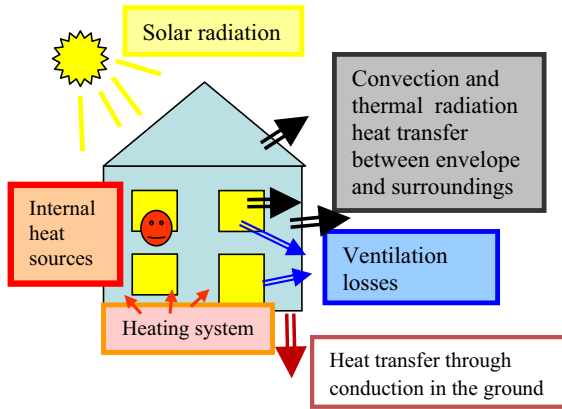 Solar radiation
Convection and
thermal radiation
heat transfer
between envelope
and surroundings
Internal
heat
sources
Ventilation
losses
Heating system
Heat transfer through
conduction in the ground